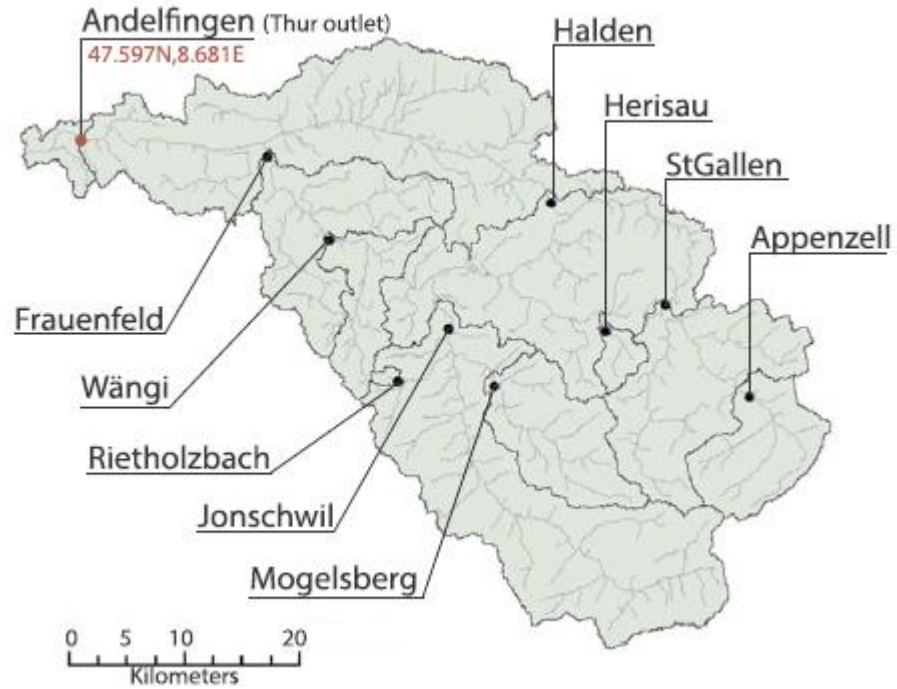 Andelfingen (Thur outlet)
47.597N,8.681E
Halden
Herisau
StGallen
Appenzell
Frauenfeld
Wängi
Rietholzbach
Jonschwil
Mogelsberg
0 5 10 20
Kilometers